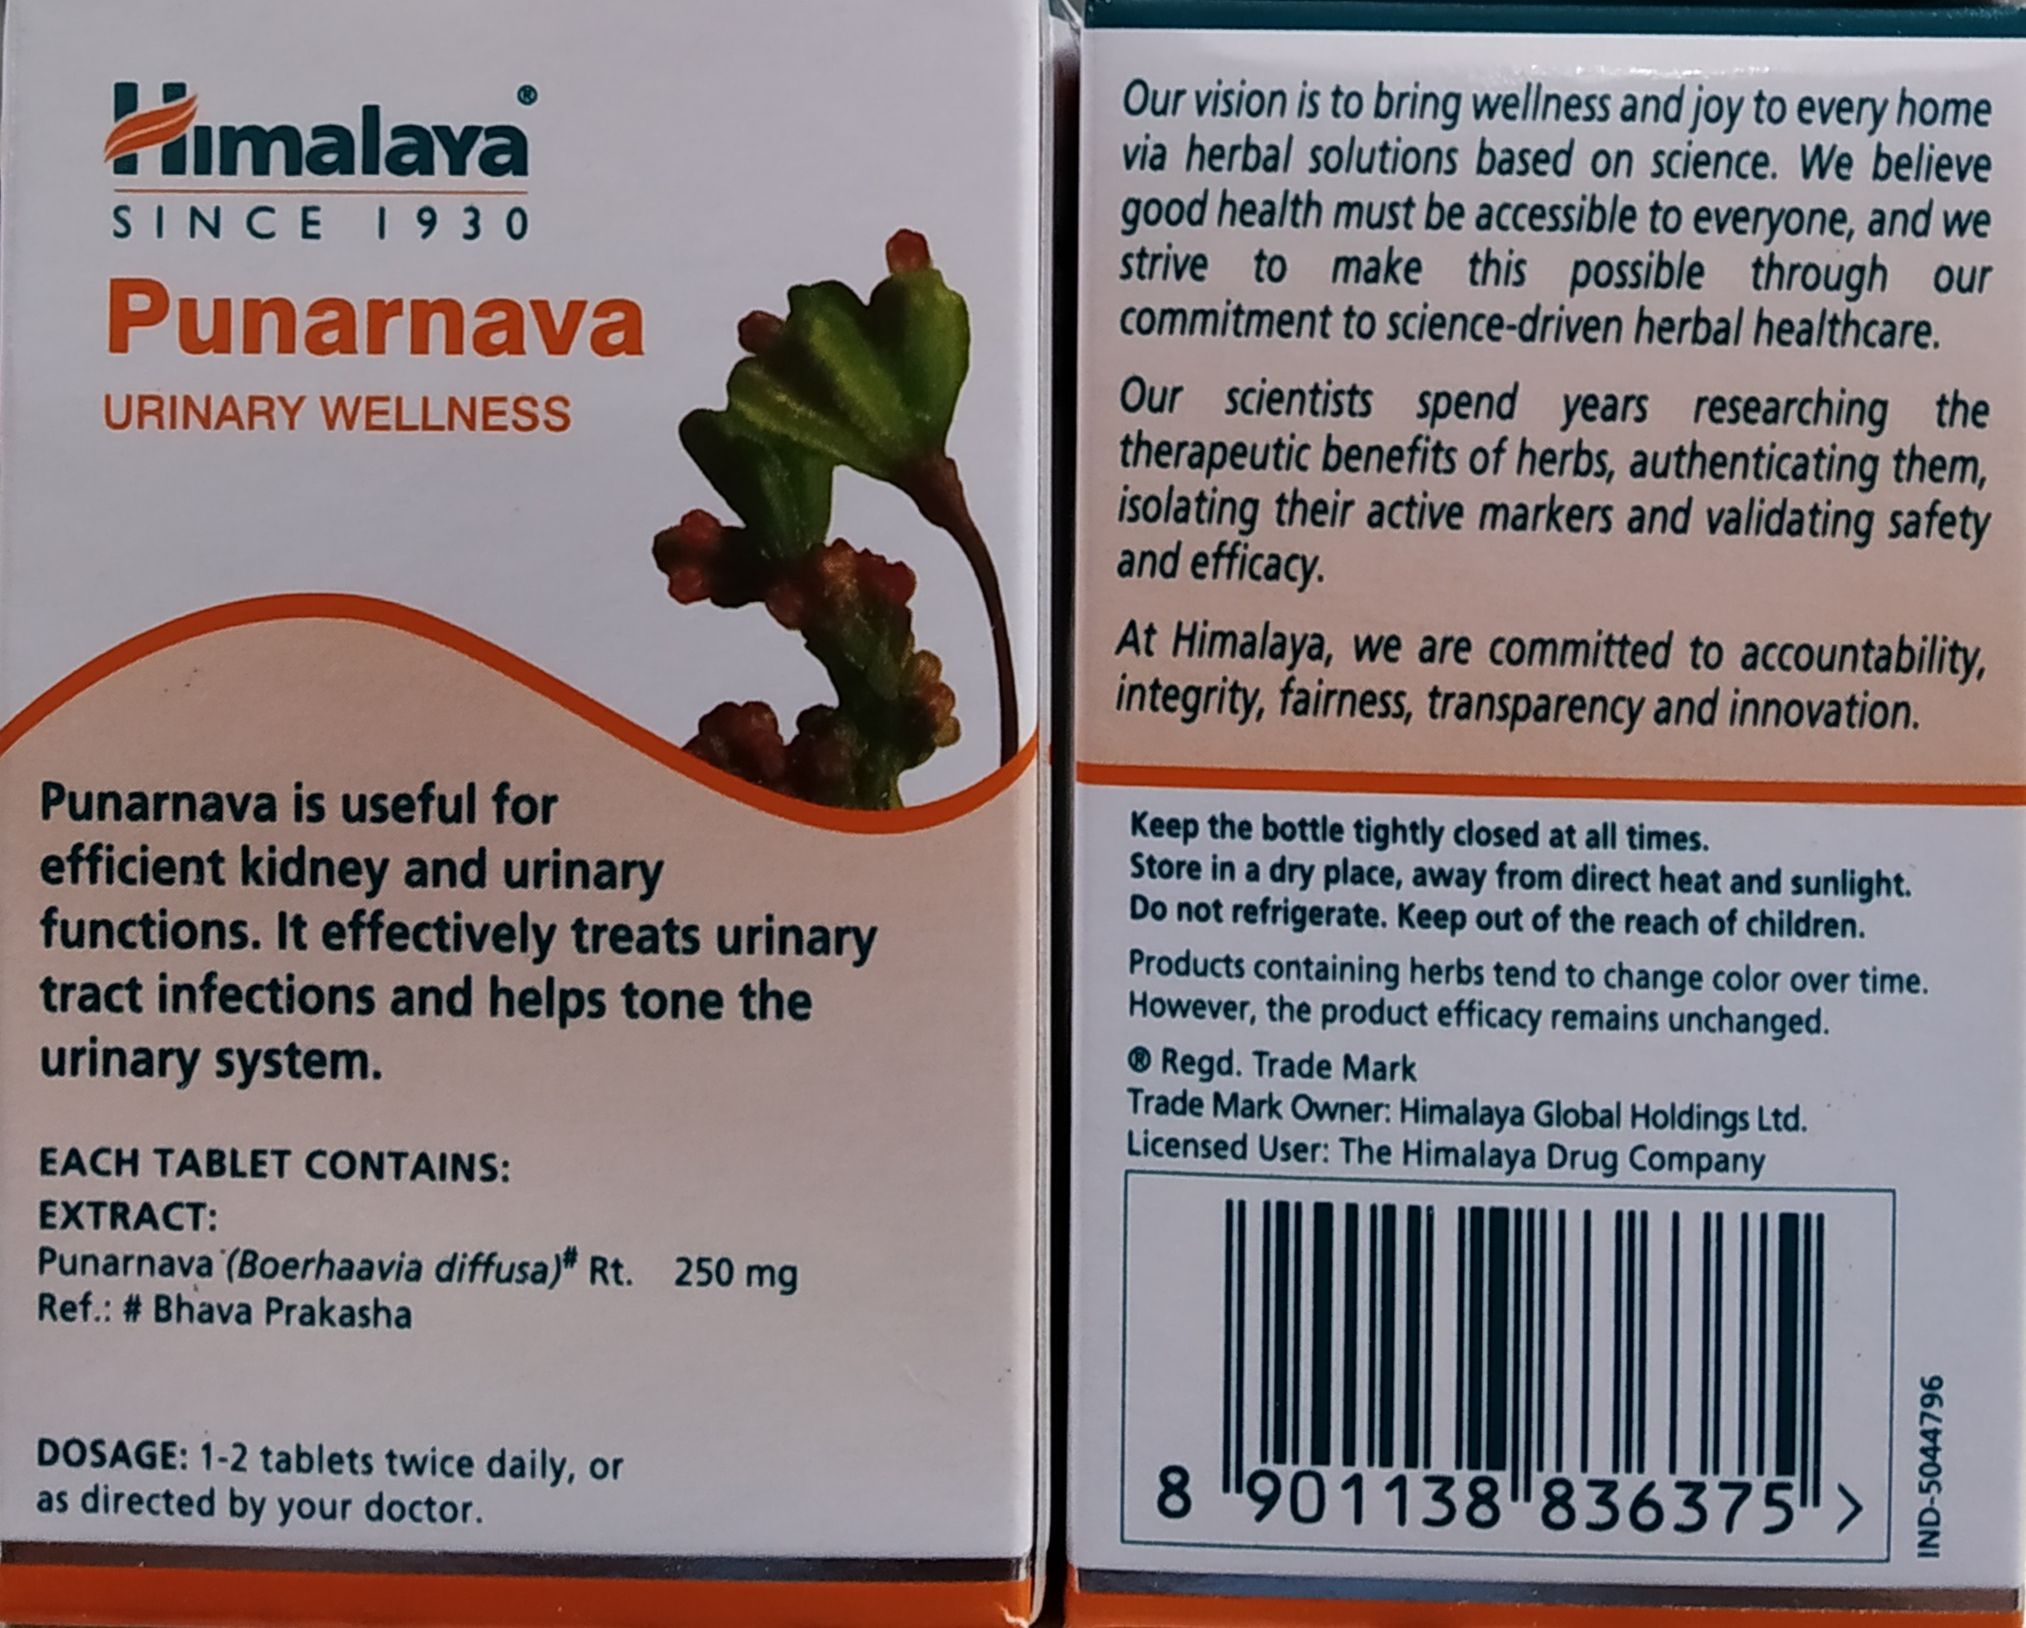 Himalaya®
SINCE 1930
Punarnava
URINARY WELLNESS
Punarnava is useful for
efficient kidney and urinary
functions. It effectively treats urinary
tract infections and helps tone the
urinary system.
EACH TABLET CONTAINS:
EXTRACT:
Punarnava (Boerhaavia diffusa)# Rt. 250 mg
Ref.: # Bhava Prakasha
DOSAGE: 1-2 tablets twice daily, or
as directed by your doctor.
Our vision is to bring wellness and joy to every home
via herbal solutions based on science. We believe
good health must be accessible to everyone, and we
strive to make this possible through our
commitment to science-driven herbal healthcare.
Our scientists spend years researching the
therapeutic benefits of herbs, authenticating them,
isolating their active markers and validating safety
and efficacy.
At Himalaya, we are committed to accountability,
integrity, fairness, transparency and innovation.
Keep the bottle tightly closed at all times.
Store in a dry place, away from direct heat and sunlight.
Do not refrigerate. Keep out of the reach of children.
Products containing herbs tend to change color over time.
However, the product efficacy remains unchanged.
® Regd. Trade Mark
Trade Mark Owner: Himalaya Global Holdings Ltd.
Licensed User: The Himalaya Drug Company
8 901138 836375 >
IND-5044796